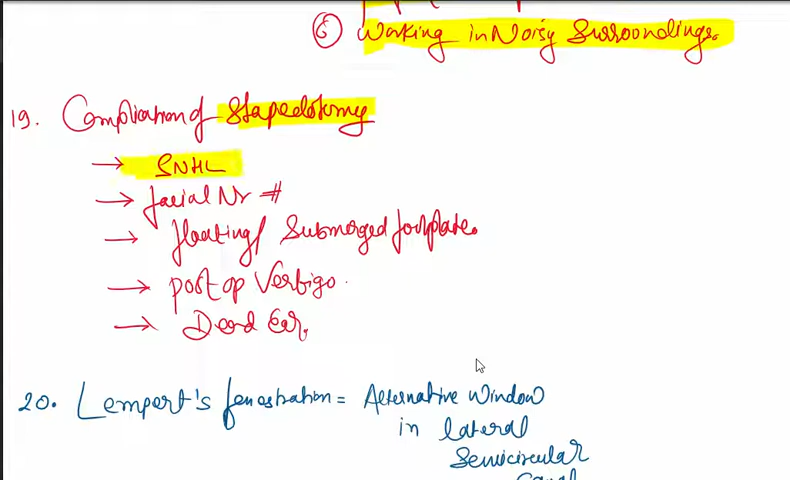 ⑥ Working in Noisy Surroondings.
19. Complication of Stapedotomy
→ SNHL
→ facial Nr #
→ floating/ Submerged footplate.
→ post op Vertigo.
→ Dead Ear.
20. Lempert's fenestration = Alternative Window
in lateral
Semicircular
Canal